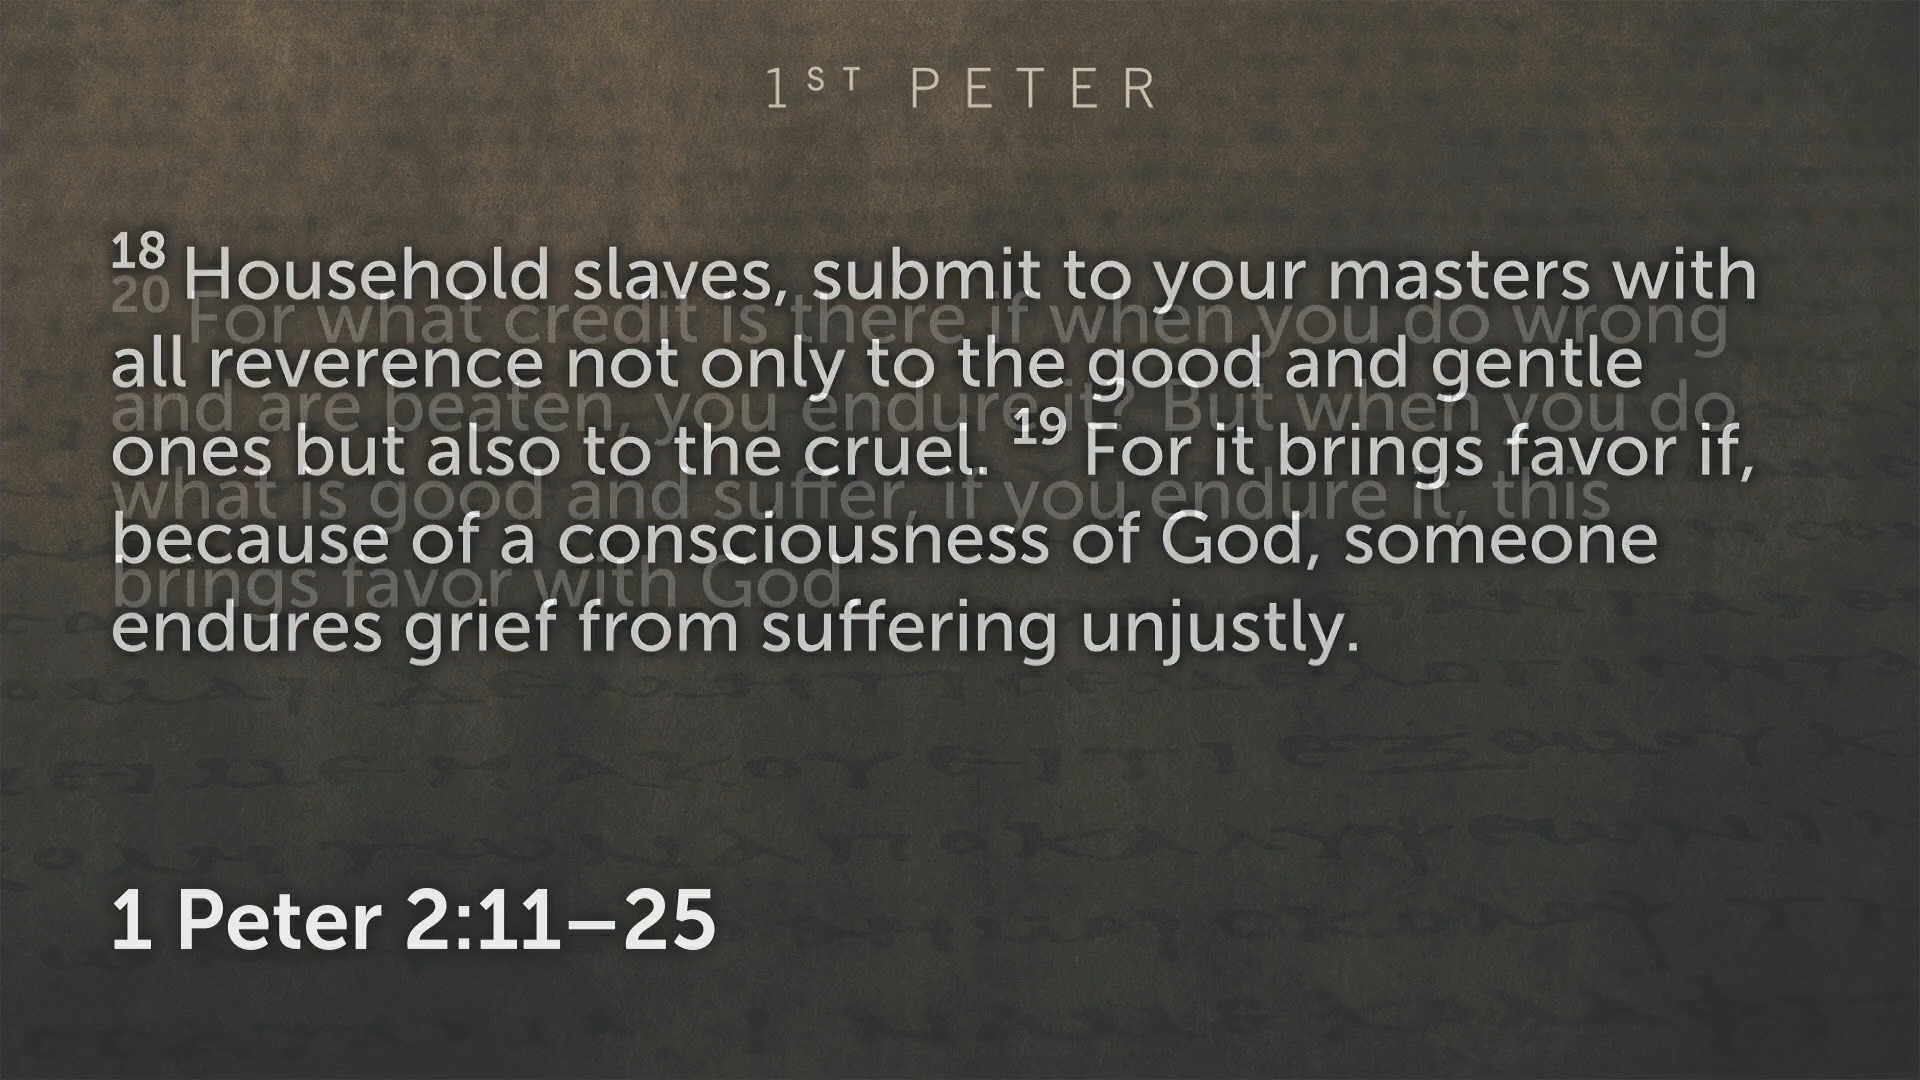 1ST PETER
18 Household slaves, submit to your masters with
all reverence not only to the good and gentle
ones but also to the cruel. 19 For it brings favor if,
because of a consciousness of God, someone
endures grief from suffering unjustly.
20 For what credit is there if when you do wrong
and are beaten, you endure it? But when you do
what is good and suffer, if you endure it, this
brings favor with God
1 Peter 2:11–25